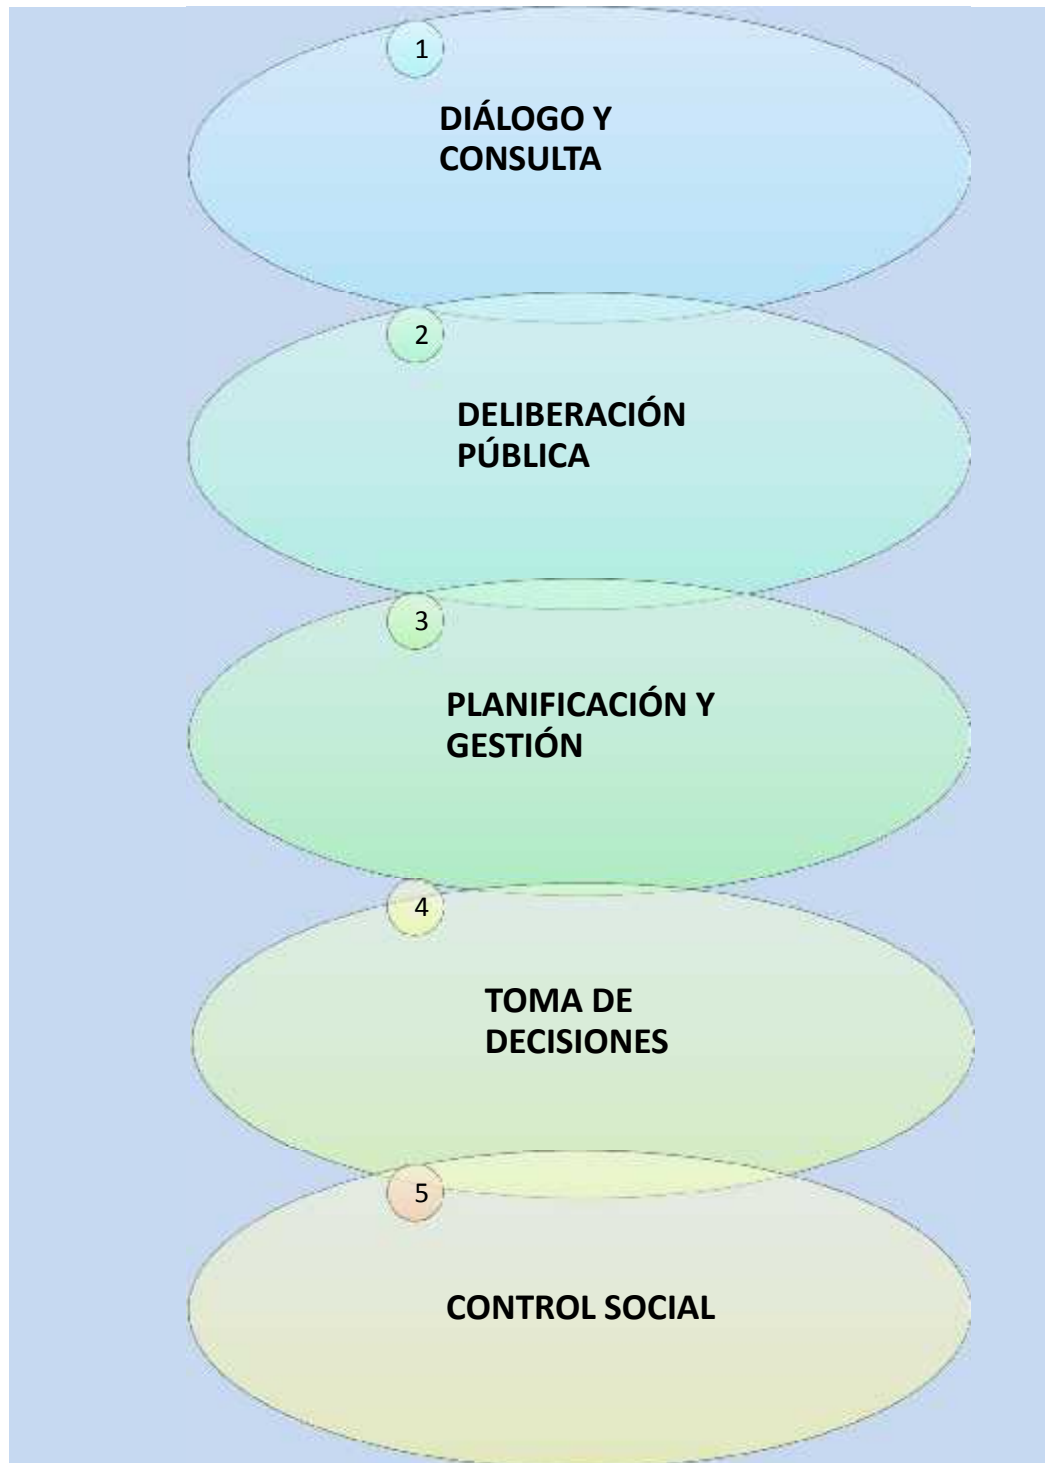 1
DIÁLOGO Y
CONSULTA
2
DELIBERACIÓN
PÚBLICA
3
PLANIFICACIÓN Y
GESTIÓN
4
TOMA DE
DECISIONES
5
CONTROL SOCIAL